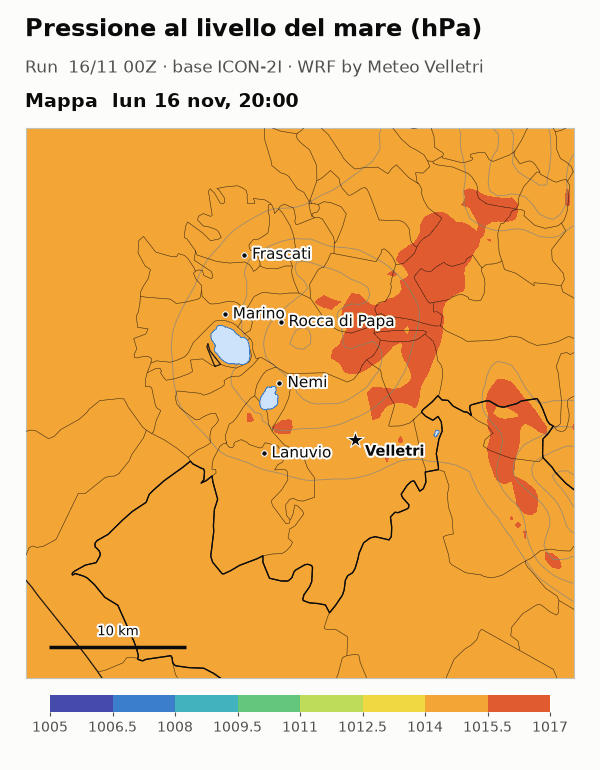 Pressione al livello del mare (hPa)
Run  16/11 00Z · base ICON-2I · WRF by Meteo Velletri
Mappa  lun 16 nov, 20:00
Frascati
Marino
Rocca di Papa
Nemi
Velletri
Lanuvio
10 km
1005 1006.5 1008 1009.5 1011 1012.5 1014 1015.5 1017